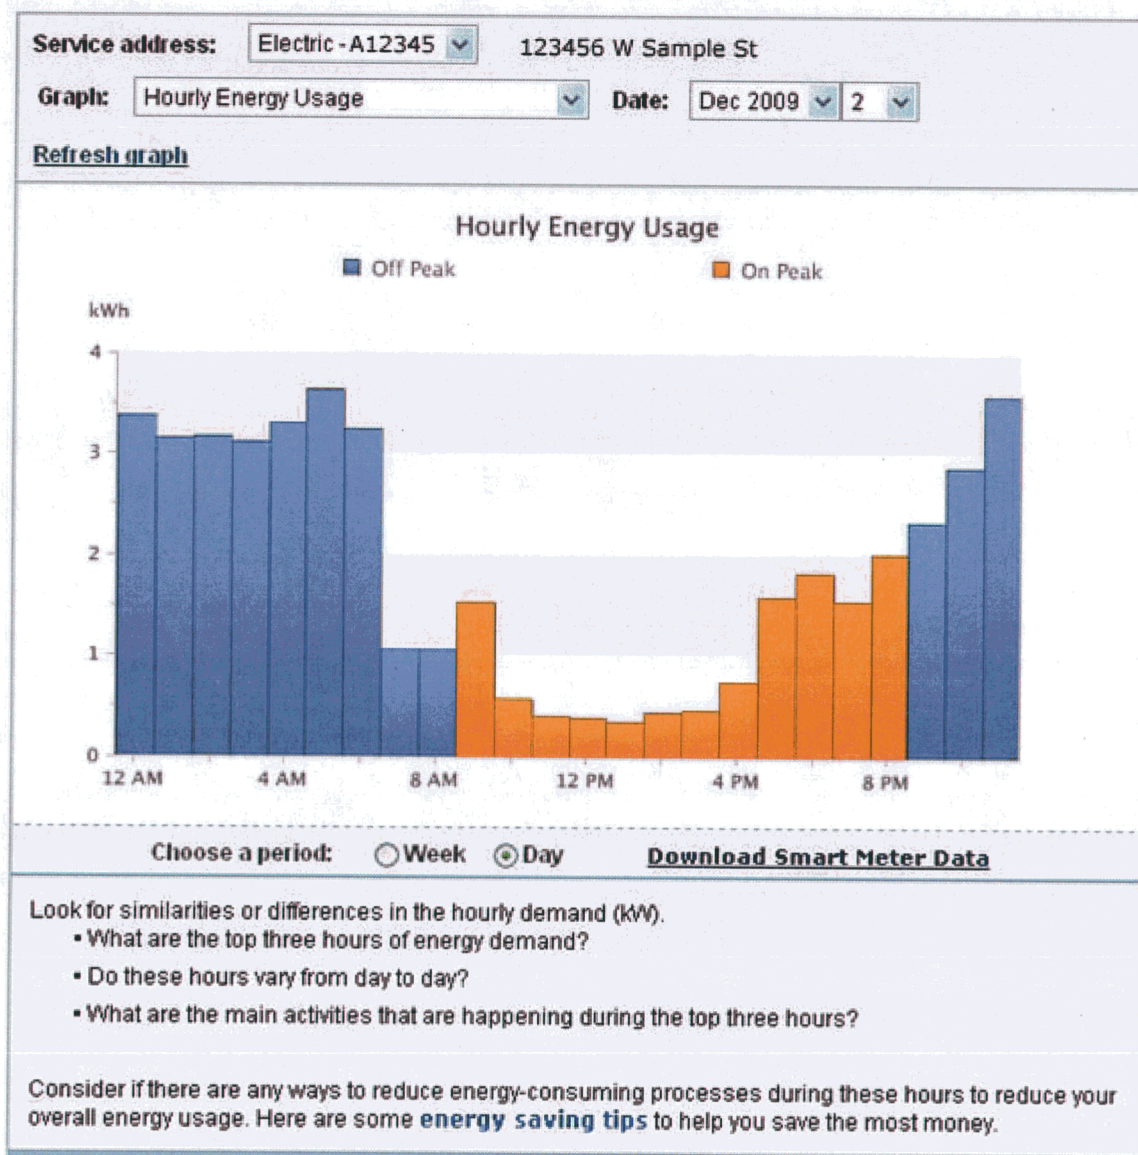 Service address: Electric - A12345 123456 W Sample St
Graph: Hourly Energy Usage Date: Dec 2009 2
Refresh graph
Hourly Energy Usage
Off Peak On Peak
kWh
4
3
2
1
0
12 AM 4 AM 8 AM 12 PM 4 PM 8 PM
Choose a period: Week Day Download Smart Meter Data
Look for similarities or differences in the hourly demand (kW).
▪ What are the top three hours of energy demand?
▪ Do these hours vary from day to day?
▪ What are the main activities that are happening during the top three hours?
Consider if there are any ways to reduce energy-consuming processes during these hours to reduce your
overall energy usage. Here are some energy saving tips to help you save the most money.